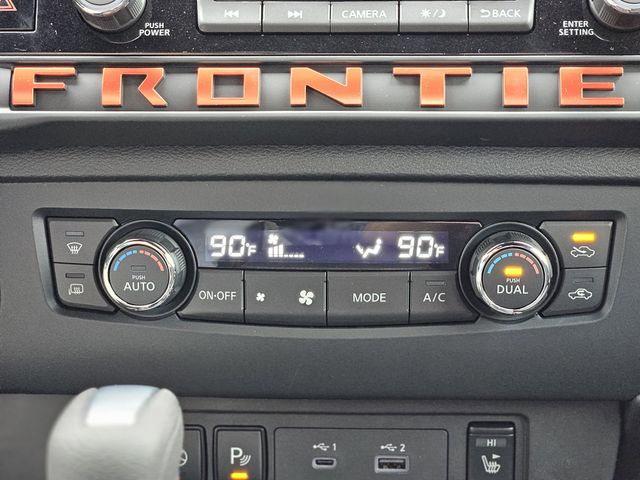 PUSH POWER
CAMERA
BACK
ENTER SETTING
FRONTIE
90°F
90°F
PUSH AUTO
ON·OFF
MODE
A/C
PUSH DUAL
P
1
2
HI